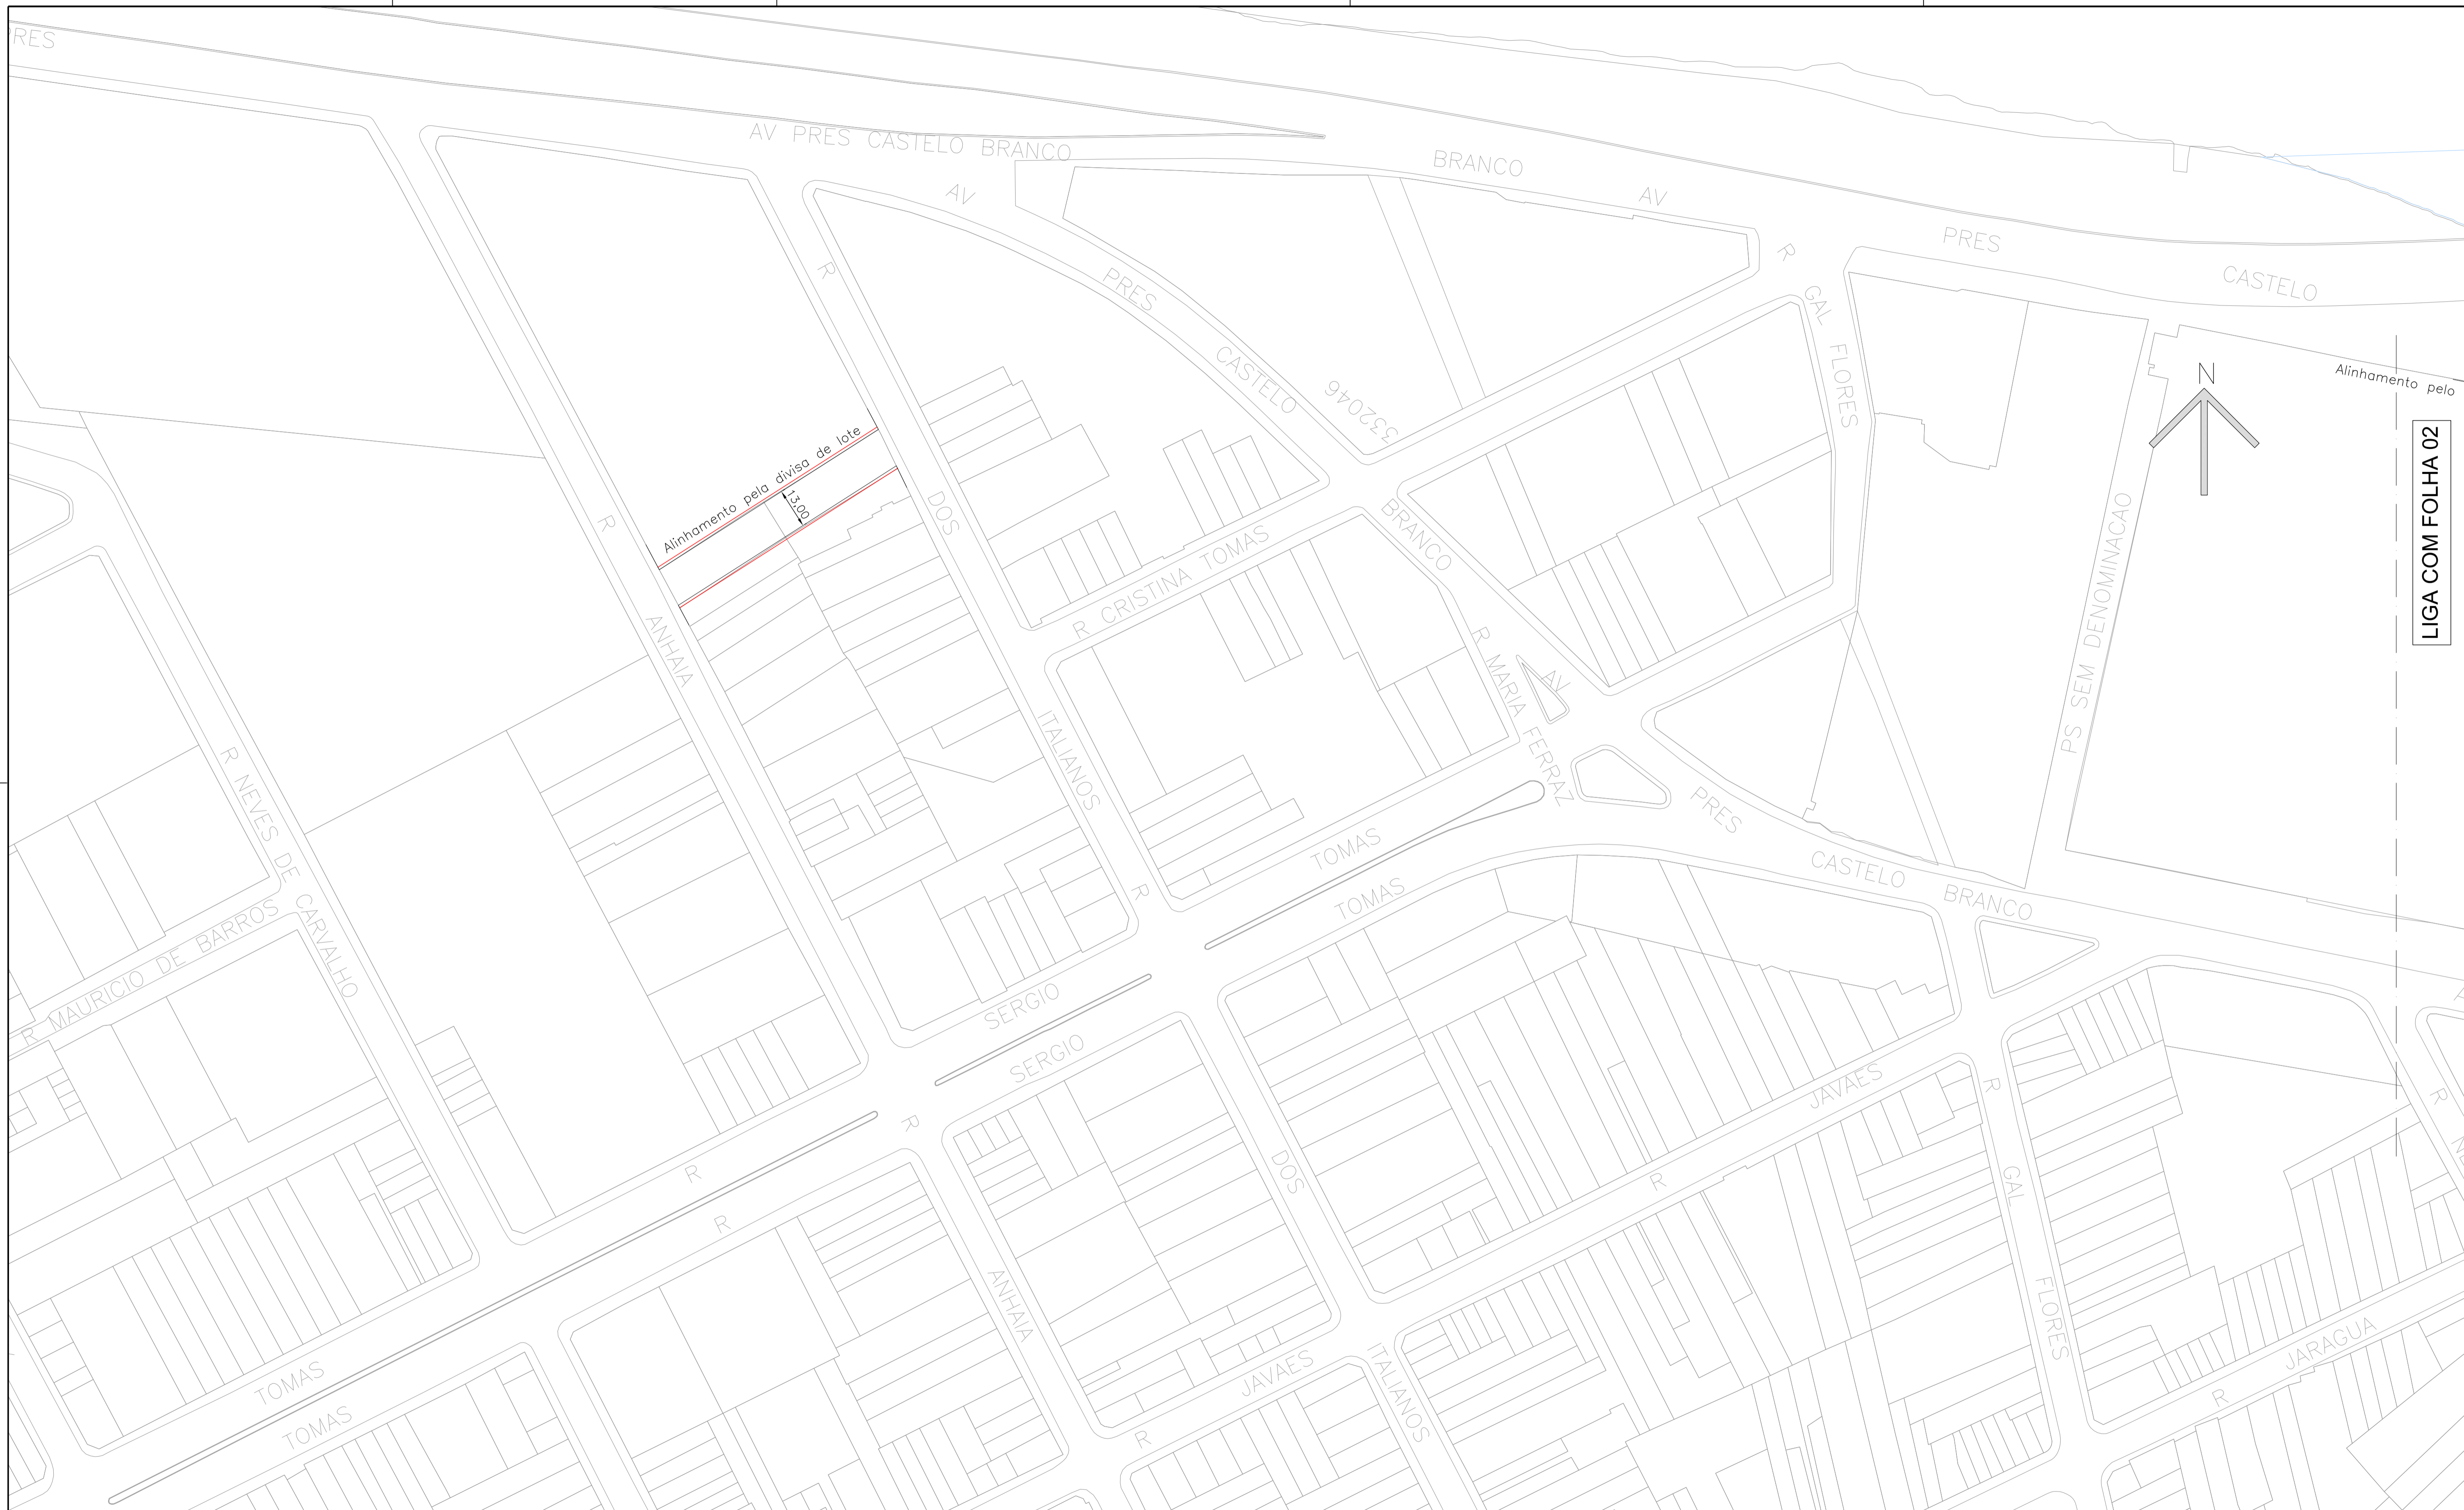 PRES
AV PRES CASTELO BRANCO
BRANCO
AV
AV
PRES
CASTELO
R
R
PRES
CASTELO
332046
GAL FLORES
N
Alinhamento pelo
LIGA COM FOLHA 02
Alinhamento pela divisa de lote
13,00
R
DOS
BRANCO
R CRISTINA TOMAS
PS SEM DENOMINACAO
ANHAIA
R MARIA FERRAZ
AV
ITALIANOS
R NEVES DE CARVALHO
PRES
CASTELO
BRANCO
TOMAS
TOMAS
R
R MAURICIO DE BARROS
SERGIO
SERGIO
JAVAES
R
R
R
R
DOS
R
GAL
R
ANHAIA
FLORES
TOMAS
TOMAS
JAVAES
R
ITALIANOS
JARAGUA
R